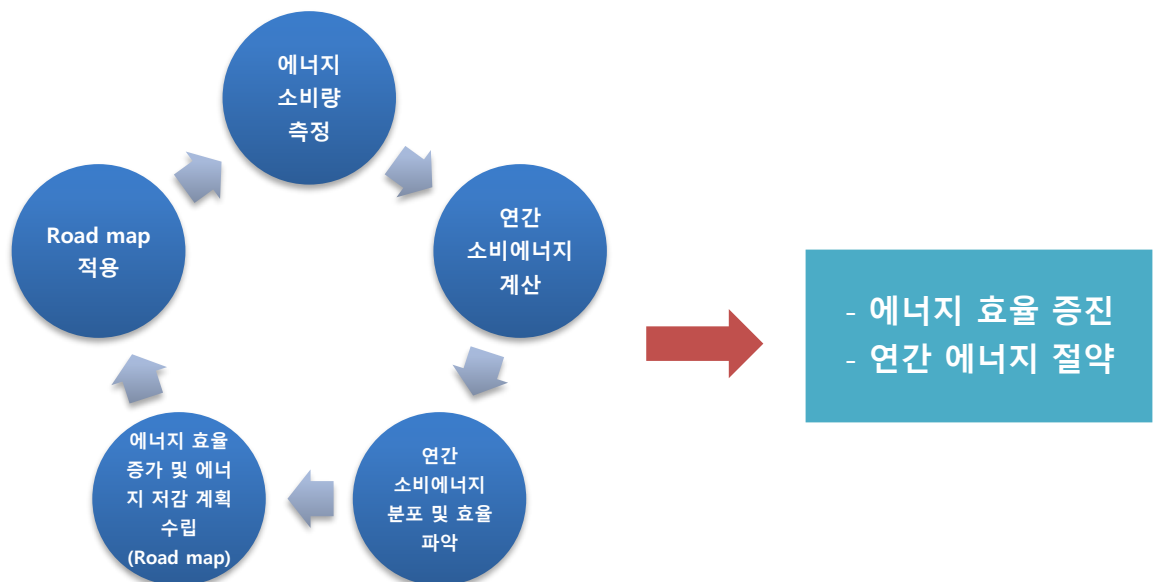 에너지
소비량
측정
연간
소비에너지
계산
연간
소비에너지
분포 및 효율
파악
에너지 효율
증가 및 에너
지 저감 계획
수립
(Road map)
Road map
적용
- 에너지 효율 증진
- 연간 에너지 절약